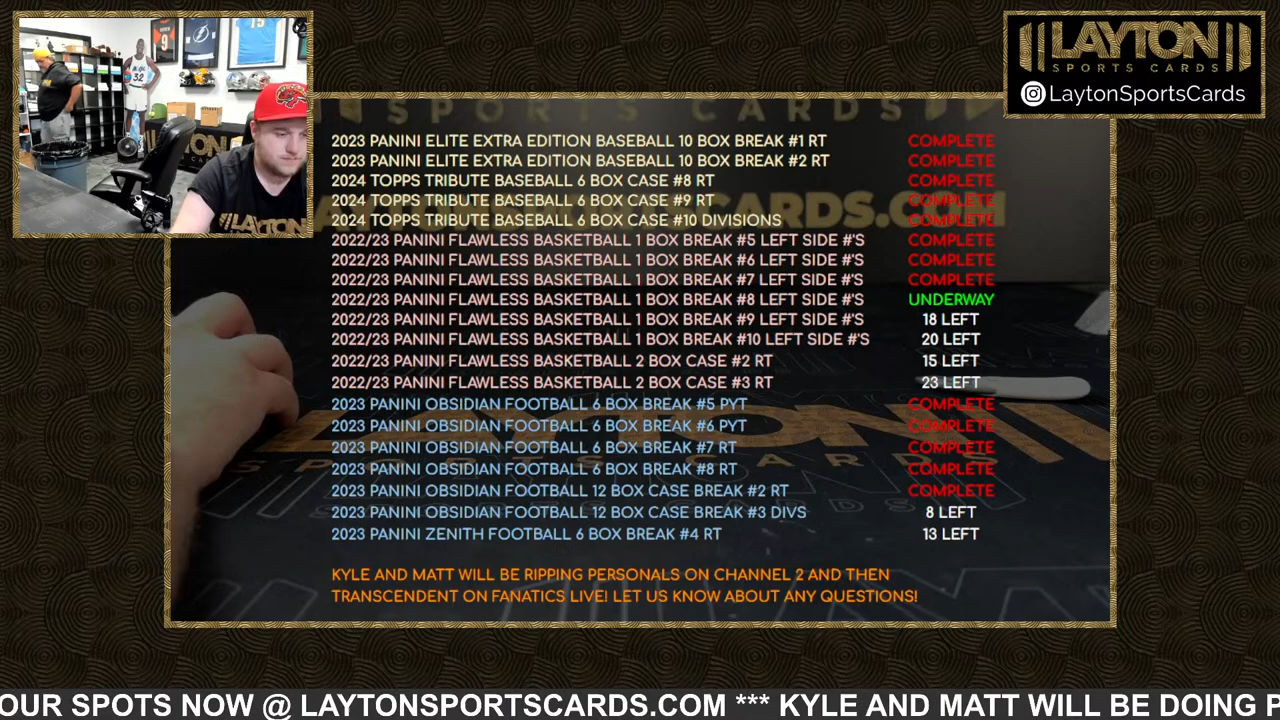 LAYTON
SPORTS CARDS
LaytonSportsCards
SPORTS CARDS
2023 PANINI ELITE EXTRA EDITION BASEBALL 10 BOX BREAK #1 RT COMPLETE
2023 PANINI ELITE EXTRA EDITION BASEBALL 10 BOX BREAK #2 RT COMPLETE
2024 TOPPS TRIBUTE BASEBALL 6 BOX CASE #8 RT COMPLETE
2024 TOPPS TRIBUTE BASEBALL 6 BOX CASE #9 RT COMPLETE
2024 TOPPS TRIBUTE BASEBALL 6 BOX CASE #10 DIVISIONS COMPLETE
2022/23 PANINI FLAWLESS BASKETBALL 1 BOX BREAK #5 LEFT SIDE #'S COMPLETE
2022/23 PANINI FLAWLESS BASKETBALL 1 BOX BREAK #6 LEFT SIDE #'S COMPLETE
2022/23 PANINI FLAWLESS BASKETBALL 1 BOX BREAK #7 LEFT SIDE #'S COMPLETE
2022/23 PANINI FLAWLESS BASKETBALL 1 BOX BREAK #8 LEFT SIDE #'S UNDERWAY
2022/23 PANINI FLAWLESS BASKETBALL 1 BOX BREAK #9 LEFT SIDE #'S 18 LEFT
2022/23 PANINI FLAWLESS BASKETBALL 1 BOX BREAK #10 LEFT SIDE #'S 20 LEFT
2022/23 PANINI FLAWLESS BASKETBALL 2 BOX CASE #2 RT 15 LEFT
2022/23 PANINI FLAWLESS BASKETBALL 2 BOX CASE #3 RT 23 LEFT
2023 PANINI OBSIDIAN FOOTBALL 6 BOX BREAK #5 PYT COMPLETE
2023 PANINI OBSIDIAN FOOTBALL 6 BOX BREAK #6 PYT COMPLETE
2023 PANINI OBSIDIAN FOOTBALL 6 BOX BREAK #7 RT COMPLETE
2023 PANINI OBSIDIAN FOOTBALL 6 BOX BREAK #8 RT COMPLETE
2023 PANINI OBSIDIAN FOOTBALL 12 BOX CASE BREAK #2 RT COMPLETE
2023 PANINI OBSIDIAN FOOTBALL 12 BOX CASE BREAK #3 DIVS 8 LEFT
2023 PANINI ZENITH FOOTBALL 6 BOX BREAK #4 RT 13 LEFT
KYLE AND MATT WILL BE RIPPING PERSONALS ON CHANNEL 2 AND THEN
TRANSCENDENT ON FANATICS LIVE! LET US KNOW ABOUT ANY QUESTIONS!
OUR SPOTS NOW @ LAYTONSPORTSCARDS.COM *** KYLE AND MATT WILL BE DOING